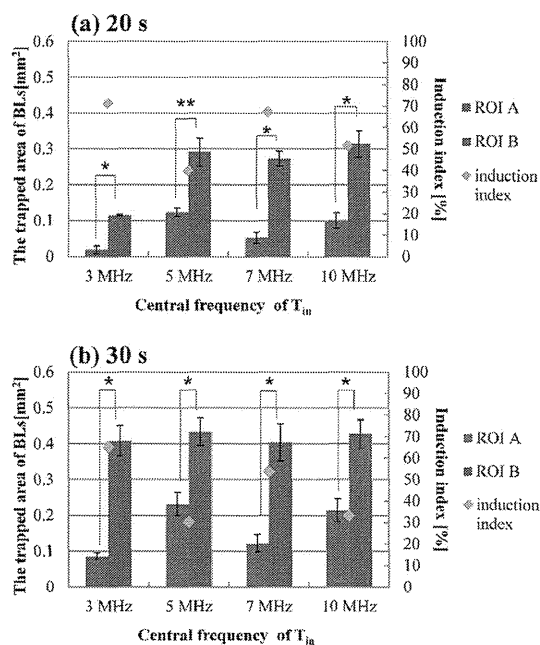 (a) 20 s
The trapped area of BLs[mm²]
0.6
0.5
0.4
0.3
0.2
0.1
0
*
**
*
*
100
90
80
70
60
50
40
30
20
10
0
Induction index [%]
ROI A
ROI B
induction index
3 MHz 5 MHz 7 MHz 10 MHz
Central frequency of Tin
(b) 30 s
The trapped area of BLs[mm²]
0.6
0.5
0.4
0.3
0.2
0.1
0
*
*
*
*
100
90
80
70
60
50
40
30
20
10
0
Induction index [%]
ROI A
ROI B
induction index
3 MHz 5 MHz 7 MHz 10 MHz
Central frequency of Tin